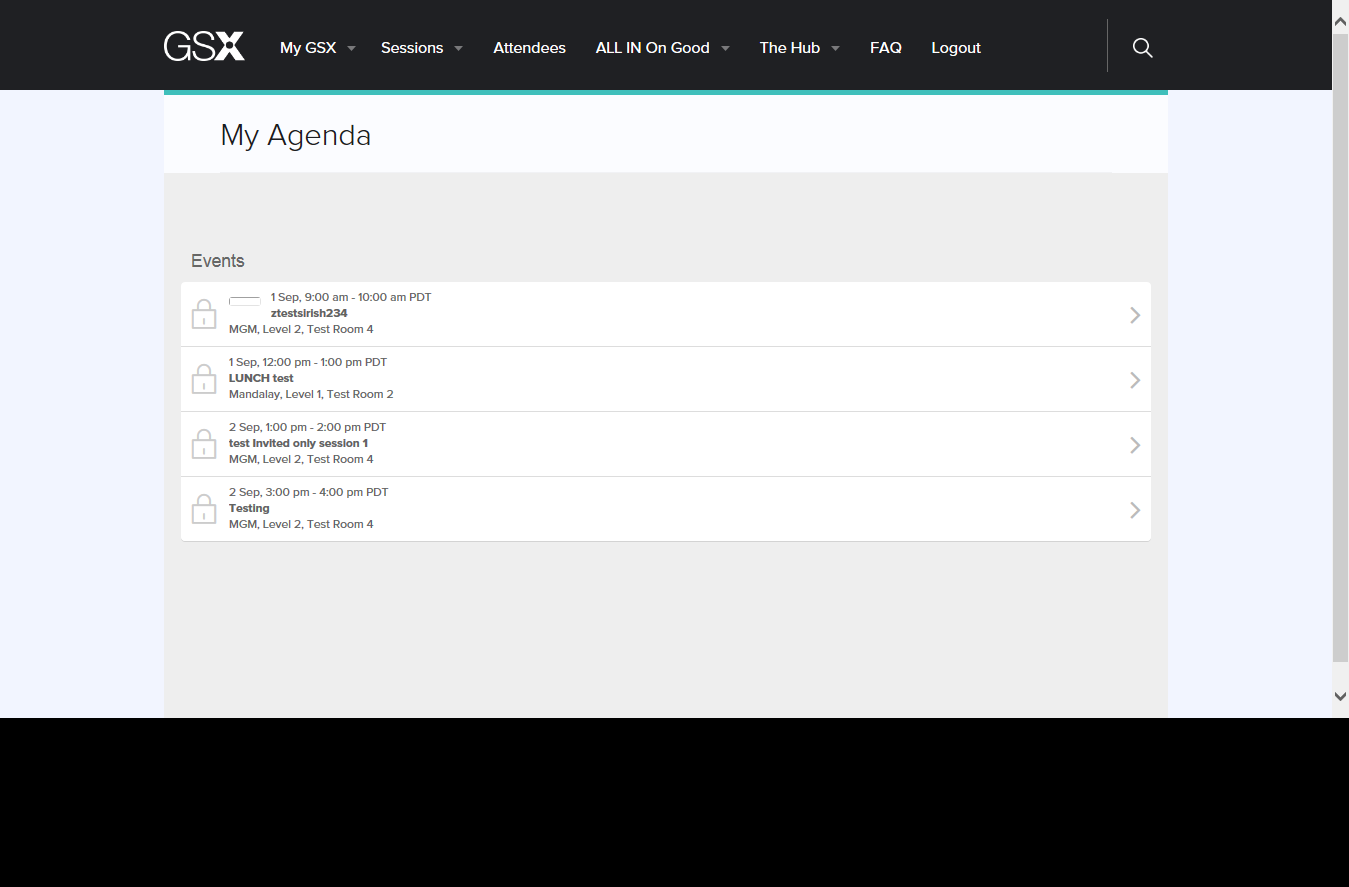 GSX My GSX Sessions Attendees ALL IN On Good The Hub FAQ Logout
My Agenda
Events
1 Sep, 9:00 am - 10:00 am PDT
ztestsirish234
MGM, Level 2, Test Room 4
1 Sep, 12:00 pm - 1:00 pm PDT
LUNCH test
Mandalay, Level 1, Test Room 2
2 Sep, 1:00 pm - 2:00 pm PDT
test Invited only session 1
MGM, Level 2, Test Room 4
2 Sep, 3:00 pm - 4:00 pm PDT
Testing
MGM, Level 2, Test Room 4